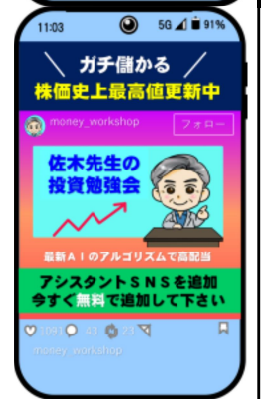 11:03 5G 91%
ガチ儲かる
株価史上最高値更新中
money_workshop フォロー
佐木先生の
投資勉強会
最新AIのアルゴリズムで高配当
アシスタントSNSを追加
今すぐ無料で追加して下さい
1091 41 23
money_workshop